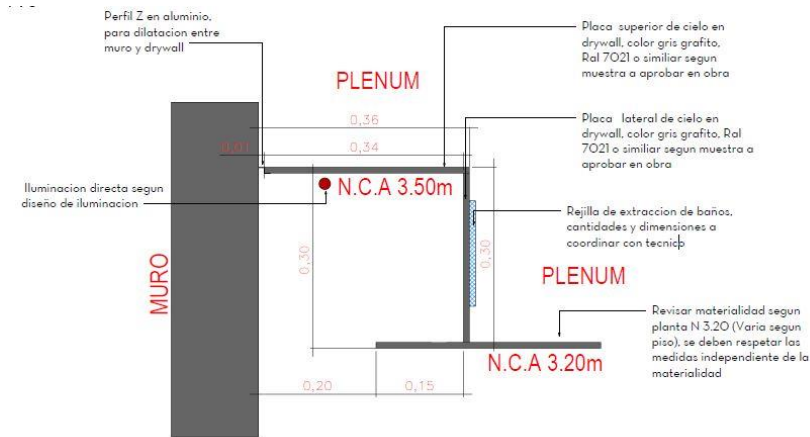 Perfil Z en aluminio,
para dilatacion entre
muro y drywall
Placa superior de cielo en
drywall, color gris grafito,
Ral 7021 o similiar segun
muestra a aprobar en obra
PLENUM
0,36
0,01
0,34
Placa lateral de cielo en
drywall, color gris grafito, Ral
7021 o similiar segun muestra a
aprobar en obra
Iluminacion directa segun
diseño de iluminacion
N.C.A 3.50m
Rejilla de extraccion de baños,
cantidades y dimensiones a
coordinar con tecnico
MURO
0,30
0,30
PLENUM
Revisar materialidad segun
planta N 3.20 (Varia segun
piso), se deben respetar las
medidas independiente de la
materialidad
N.C.A 3.20m
0,20
0,15